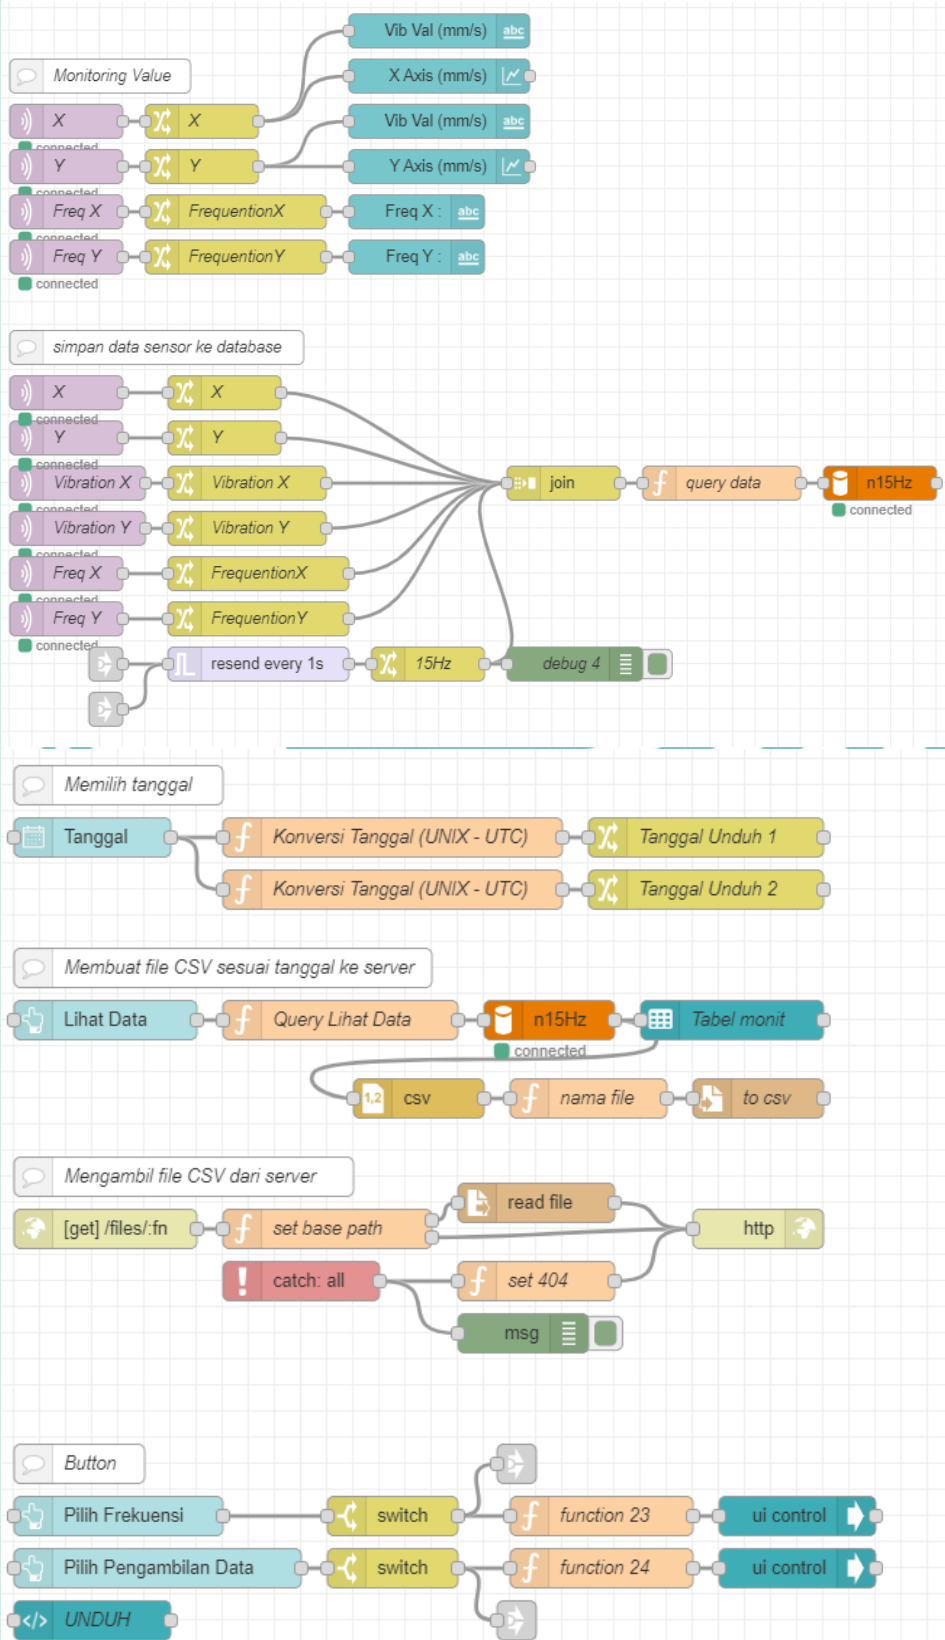 Vib Val (mm/s) abc
Monitoring Value
X Axis (mm/s)
X X
Vib Val (mm/s) abc
connected
Y Y
Y Axis (mm/s)
connected
Freq X FrequentionX Freq X : abc
connected
Freq Y FrequentionY Freq Y : abc
connected
simpan data sensor ke database
X X
connected
Y Y
connected
Vibration X Vibration X join query data n15Hz
connected
connected
Vibration Y Vibration Y
connected
Freq X FrequentionX
connected
Freq Y FrequentionY
connected
resend every 1s 15Hz debug 4
Memilih tanggal
Tanggal Konversi Tanggal (UNIX - UTC) Tanggal Unduh 1
Konversi Tanggal (UNIX - UTC) Tanggal Unduh 2
Membuat file CSV sesuai tanggal ke server
Lihat Data Query Lihat Data n15Hz Tabel monit
connected
1,2 csv nama file to csv
Mengambil file CSV dari server
read file
[get] /files/:fn set base path http
catch: all set 404
msg
Button
Pilih Frekuensi switch function 23 ui control
Pilih Pengambilan Data switch function 24 ui control
</> UNDUH